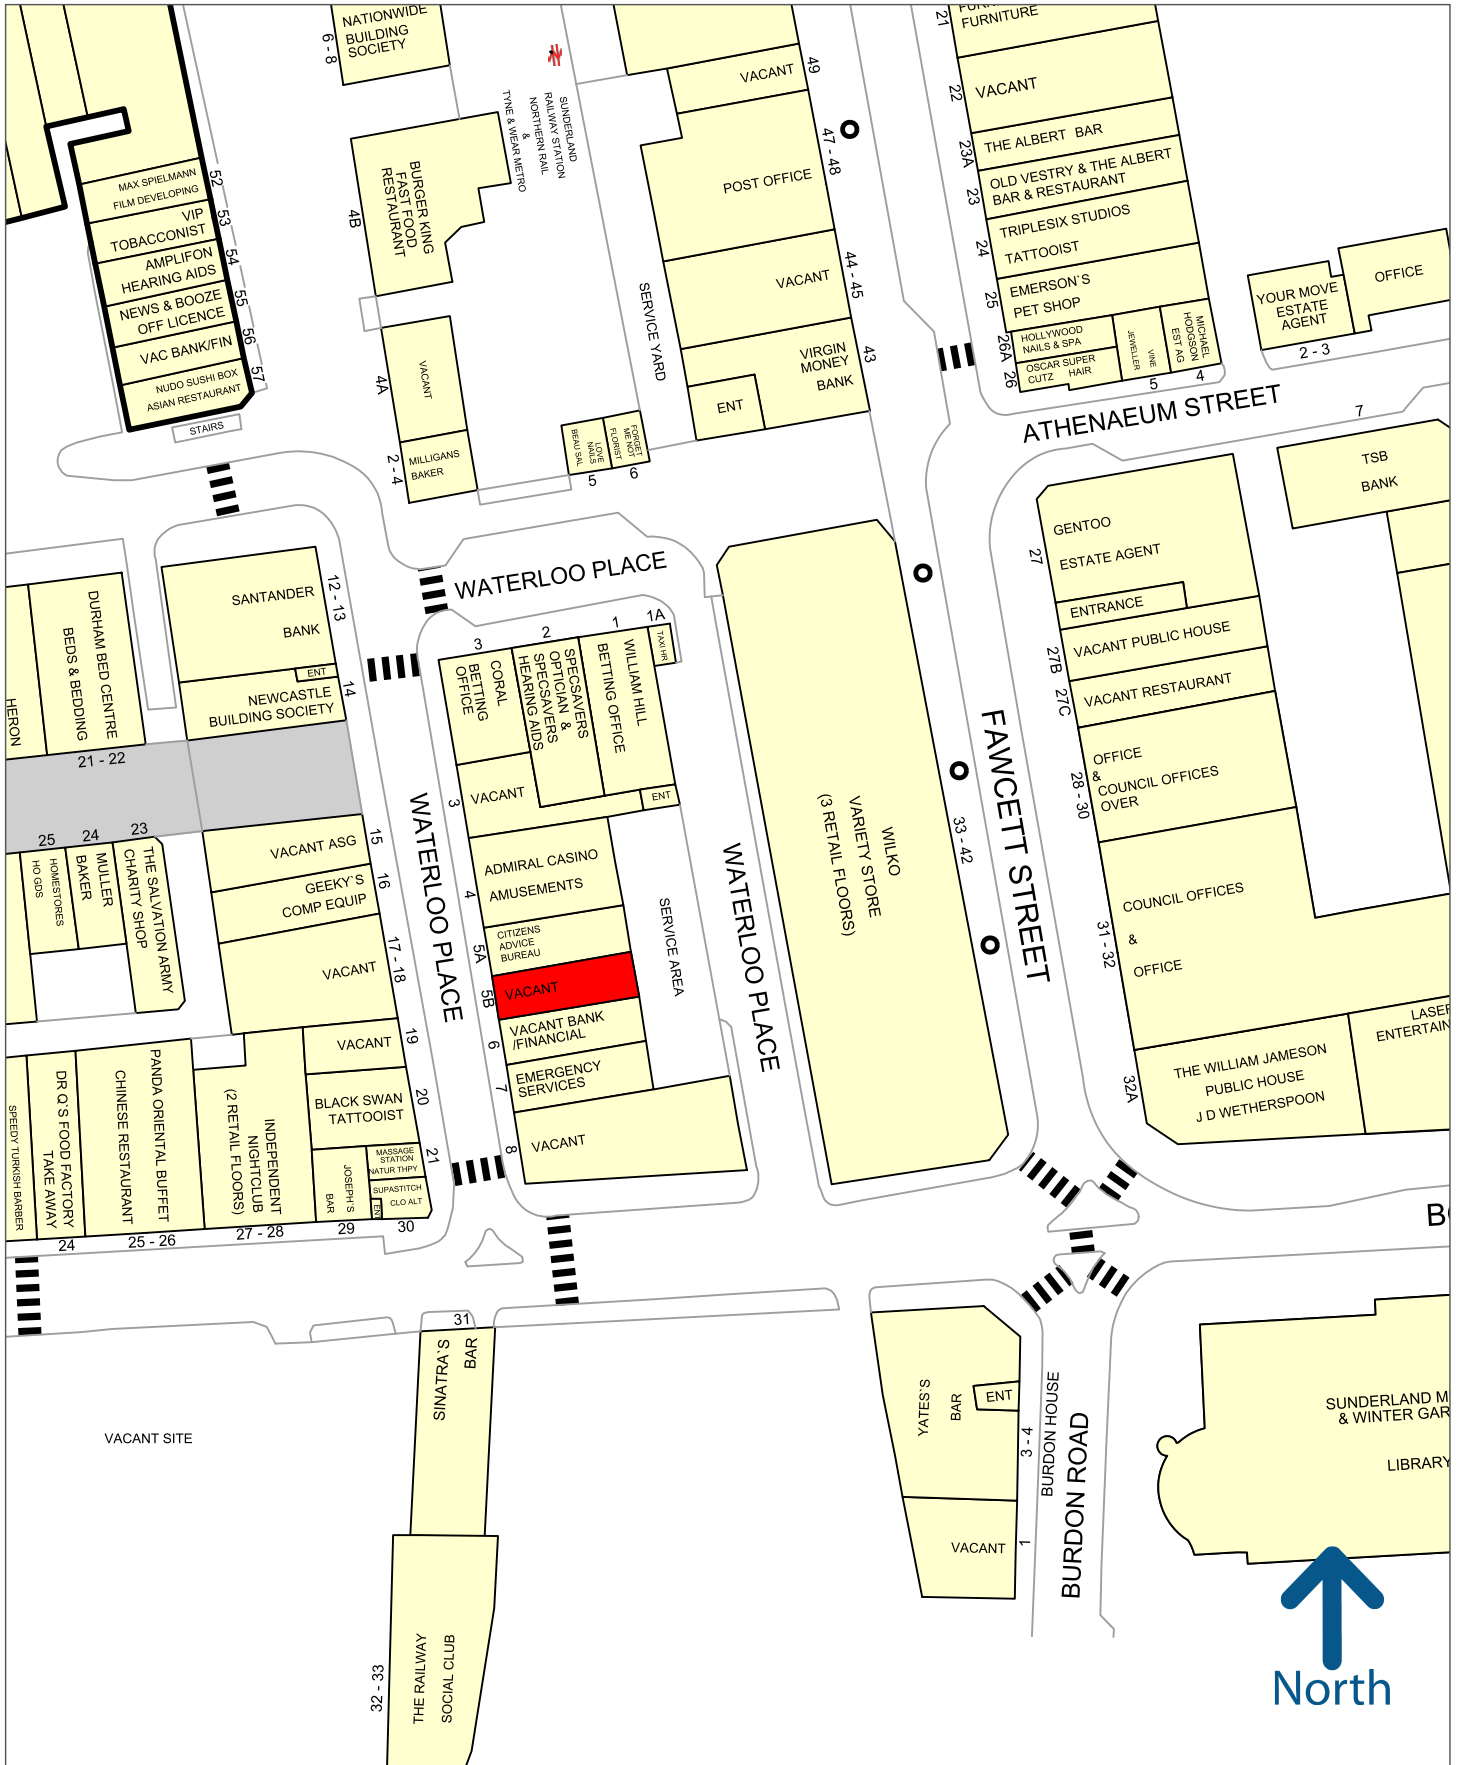 NATIONWIDE
BUILDING
SOCIETY
6 - 8
SUNDERLAND
RAILWAY STATION
NORTHERN RAIL
&
TYNE & WEAR METRO
VACANT
49
21
FURNITURE
VACANT
22
THE ALBERT BAR
23A
OLD VESTRY & THE ALBERT
BAR & RESTAURANT
23
TRIPLESIX STUDIOS
TATTOOIST
24
EMERSON`S
PET SHOP
25
HOLLYWOOD
NAILS & SPA
26A
OSCAR SUPER
CUTZ HAIR
26
VINE
JEWELLER
5
MICHAEL
HODGSON
EST AG
4
YOUR MOVE
ESTATE
AGENT
2 - 3
OFFICE
MAX SPIELMANN
FILM DEVELOPING
52
VIP
TOBACCONIST
53
AMPLIFON
HEARING AIDS
54
NEWS & BOOZE
OFF LICENCE
55
VAC BANK/FIN
56
NUDO SUSHI BOX
ASIAN RESTAURANT
57
STAIRS
BURGER KING
FAST FOOD
RESTAURANT
4B
VACANT
4A
MILLIGANS
BAKER
2 - 4
POST OFFICE
47 - 48
VACANT
44 - 45
SERVICE YARD
VIRGIN
MONEY
BANK
43
ENT
LOVE
NAILS
BEAU SAL
5
FORGET
ME NOT
FLORIST
6
ATHENAEUM STREET
7
TSB
BANK
GENTOO
ESTATE AGENT
27
ENTRANCE
VACANT PUBLIC HOUSE
27B
VACANT RESTAURANT
27C
OFFICE
&
COUNCIL OFFICES
OVER
28 - 30
COUNCIL OFFICES
&
OFFICE
31 - 32
THE WILLIAM JAMESON
PUBLIC HOUSE
J D WETHERSPOON
32A
WATERLOO PLACE
SANTANDER
BANK
12 - 13
ENT
NEWCASTLE
BUILDING SOCIETY
14
DURHAM BED CENTRE
BEDS & BEDDING
21 - 22
HERON
CORAL
BETTING
OFFICE
3
SPECSAVERS
OPTICIAN &
SPECSAVERS
HEARING AIDS
2
WILLIAM HILL
BETTING OFFICE
1
TAXI HR
1A
VACANT
3
ENT
ADMIRAL CASINO
AMUSEMENTS
4
CITIZENS
ADVICE
BUREAU
5A
VACANT
5B
VACANT BANK
/FINANCIAL
6
EMERGENCY
SERVICES
7
VACANT
8
SERVICE AREA
WATERLOO PLACE
WATERLOO PLACE
WILKO
VARIETY STORE
(3 RETAIL FLOORS)
33 - 42
FAWCETT STREET
25
24
23
HOMESTORES
HO GDS
MULLER
BAKER
THE SALVATION ARMY
CHARITY SHOP
VACANT ASG
15
GEEKY`S
COMP EQUIP
16
VACANT
17 - 18
VACANT
19
BLACK SWAN
TATTOOIST
20
MASSAGE
STATION
NATUR THPY
21
SUPASTITCH
CLO ALT
30
JOSEPH'S
BAR
29
INDEPENDENT
NIGHTCLUB
(2 RETAIL FLOORS)
27 - 28
PANDA ORIENTAL BUFFET
CHINESE RESTAURANT
25 - 26
DR Q`S FOOD FACTORY
TAKE AWAY
24
SPEEDY TURKISH BARBER
31
SINATRA`S
BAR
VACANT SITE
THE RAILWAY
SOCIAL CLUB
32 - 33
YATES`S
BAR
ENT
3 - 4
BURDON HOUSE
BURDON ROAD
VACANT
1
SUNDERLAND M
& WINTER GAR
LIBRARY
North